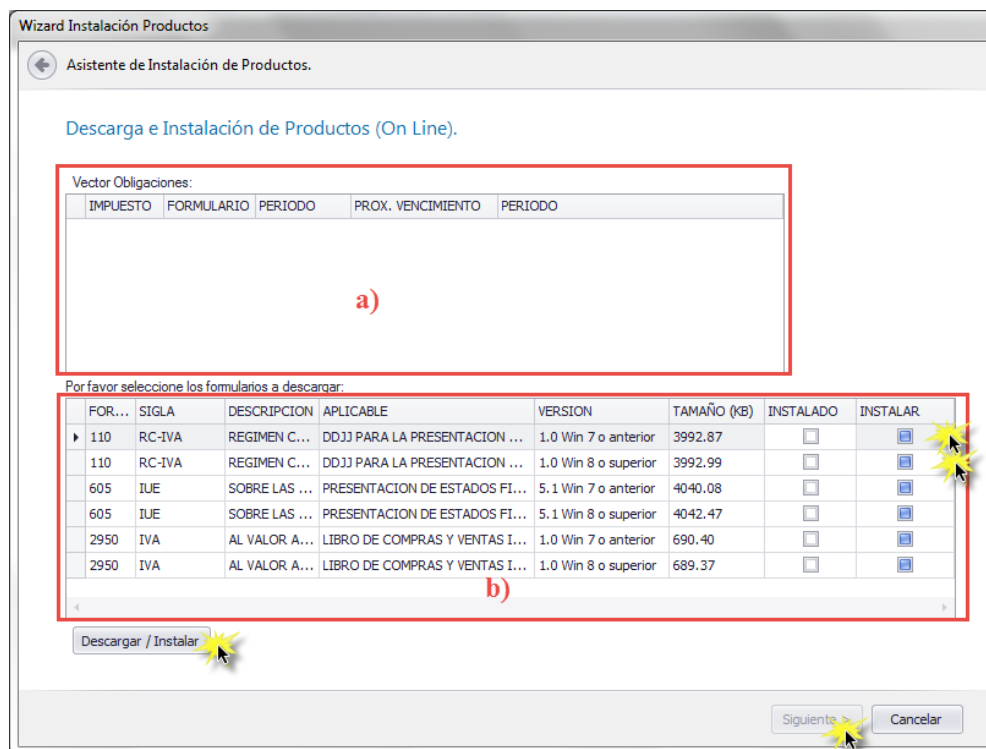 Wizard Instalación Productos
Asistente de Instalación de Productos.
Descarga e Instalación de Productos (On Line).
Vector Obligaciones:
IMPUESTO FORMULARIO PERIODO PROX. VENCIMIENTO PERIODO
a)
Por favor seleccione los formularios a descargar:
FOR... SIGLA DESCRIPCION APLICABLE VERSION TAMAÑO (KB) INSTALADO INSTALAR
110 RC-IVA REGIMEN C... DDJJ PARA LA PRESENTACION ... 1.0 Win 7 o anterior 3992.87
110 RC-IVA REGIMEN C... DDJJ PARA LA PRESENTACION ... 1.0 Win 8 o superior 3992.99
605 IUE SOBRE LAS ... PRESENTACION DE ESTADOS FI... 5.1 Win 7 o anterior 4040.08
605 IUE SOBRE LAS ... PRESENTACION DE ESTADOS FI... 5.1 Win 8 o superior 4042.47
2950 IVA AL VALOR A... LIBRO DE COMPRAS Y VENTAS I... 1.0 Win 7 o anterior 690.40
2950 IVA AL VALOR A... LIBRO DE COMPRAS Y VENTAS I... 1.0 Win 8 o superior 689.37
b)
Descargar / Instalar
Siguiente > Cancelar